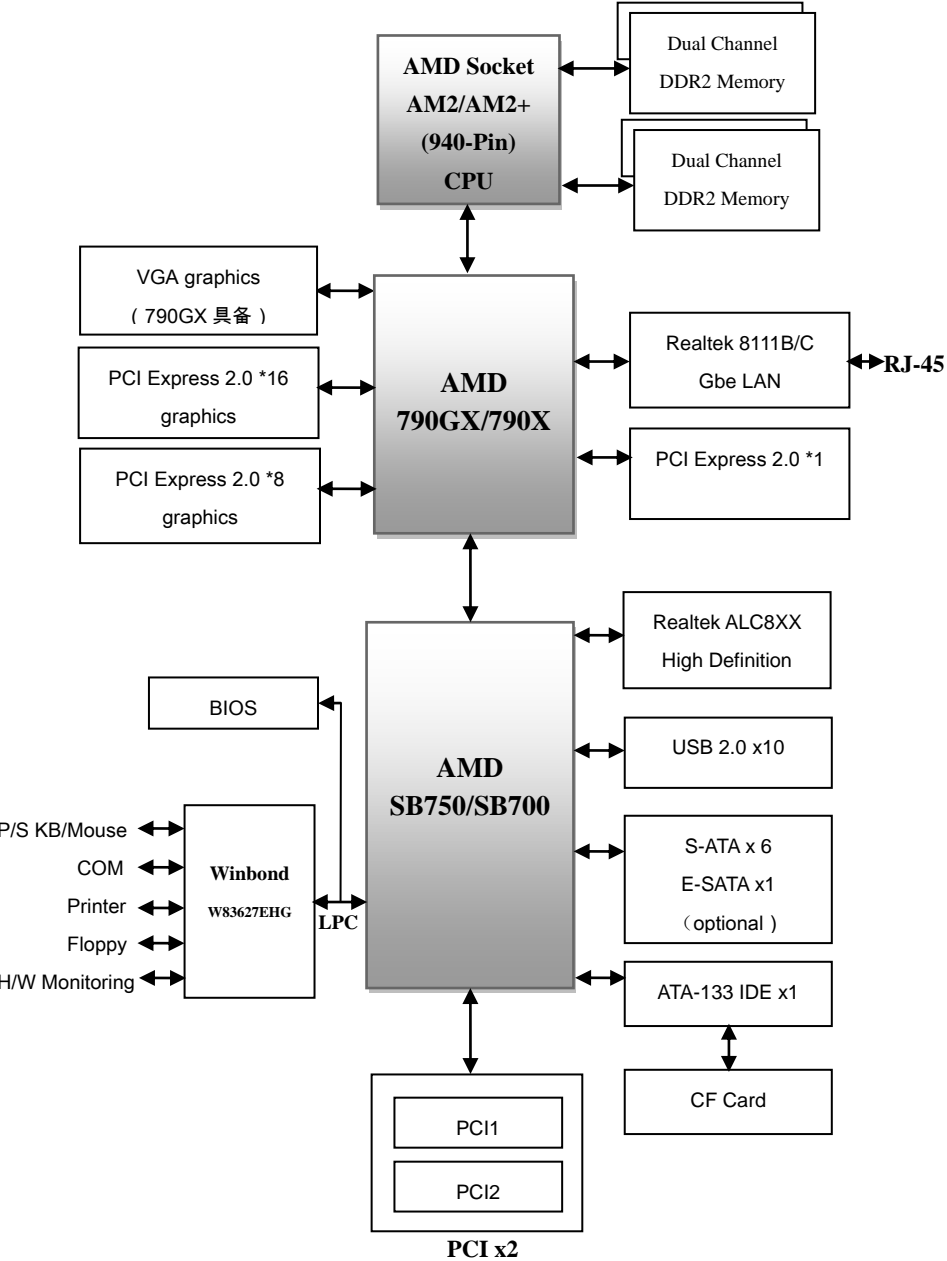 AMD Socket
AM2/AM2+
(940-Pin)
CPU
Dual Channel
DDR2 Memory
Dual Channel
DDR2 Memory
VGA graphics
( 790GX 具备 )
PCI Express 2.0 *16
graphics
PCI Express 2.0 *8
graphics
AMD
790GX/790X
Realtek 8111B/C
Gbe LAN
RJ-45
PCI Express 2.0 *1
Realtek ALC8XX
High Definition
BIOS
USB 2.0 x10
AMD
SB750/SB700
P/S KB/Mouse
COM
Printer
Floppy
H/W Monitoring
Winbond
W83627EHG
LPC
S-ATA x 6
E-SATA x1
（optional )
ATA-133 IDE x1
CF Card
PCI1
PCI2
PCI x2